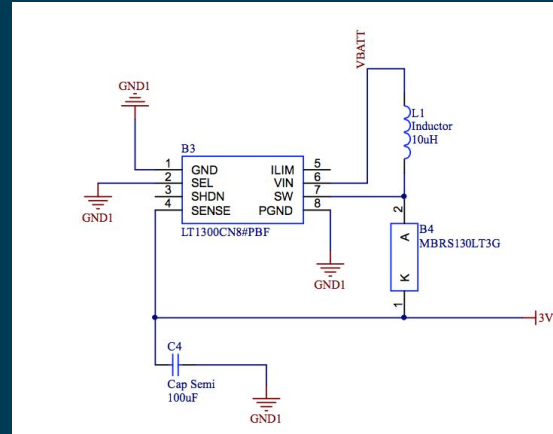 VBATT
GND1
L1
Inductor
10uH
B3
1 GND ILIM 5
2 SEL VIN 6
3 SHDN SW 7
4 SENSE PGND 8
GND1
LT1300CN8#PBF
2
A
B4
MBRS130LT3G
K
1
GND1
3V
C4
Cap Semi
100uF
GND1